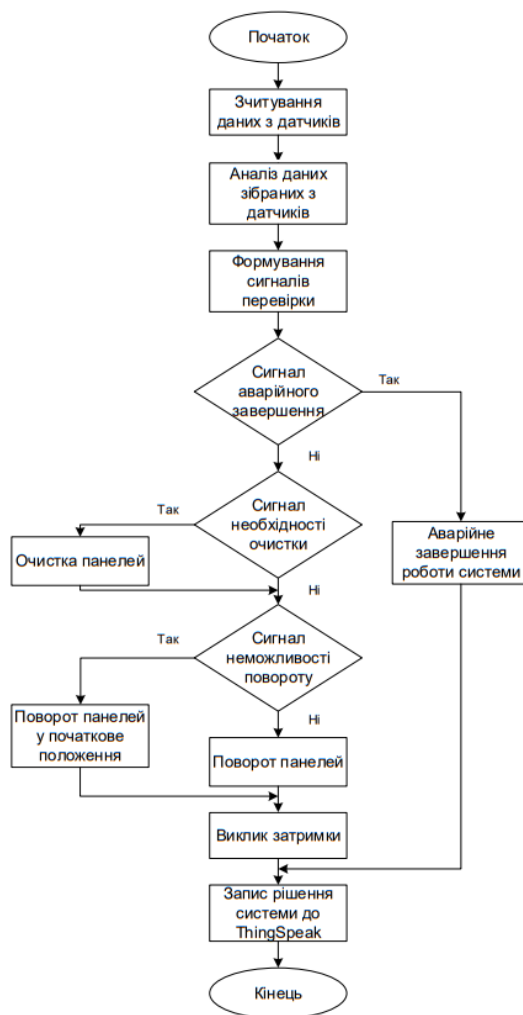 Початок
Зчитування
даних з датчиків
Аналіз даних
зібраних з
датчиків
Формування
сигналів
перевірки
Сигнал
аварійного
завершення
Так
Ні
Сигнал
необхідності
очистки
Так
Очистка панелей
Аварійне
завершення
роботи системи
Ні
Сигнал
неможливості
повороту
Так
Ні
Поворот панелей
у початкове
положення
Поворот панелей
Виклик затримки
Запис рішення
системи до
ThingSpeak
Кінець